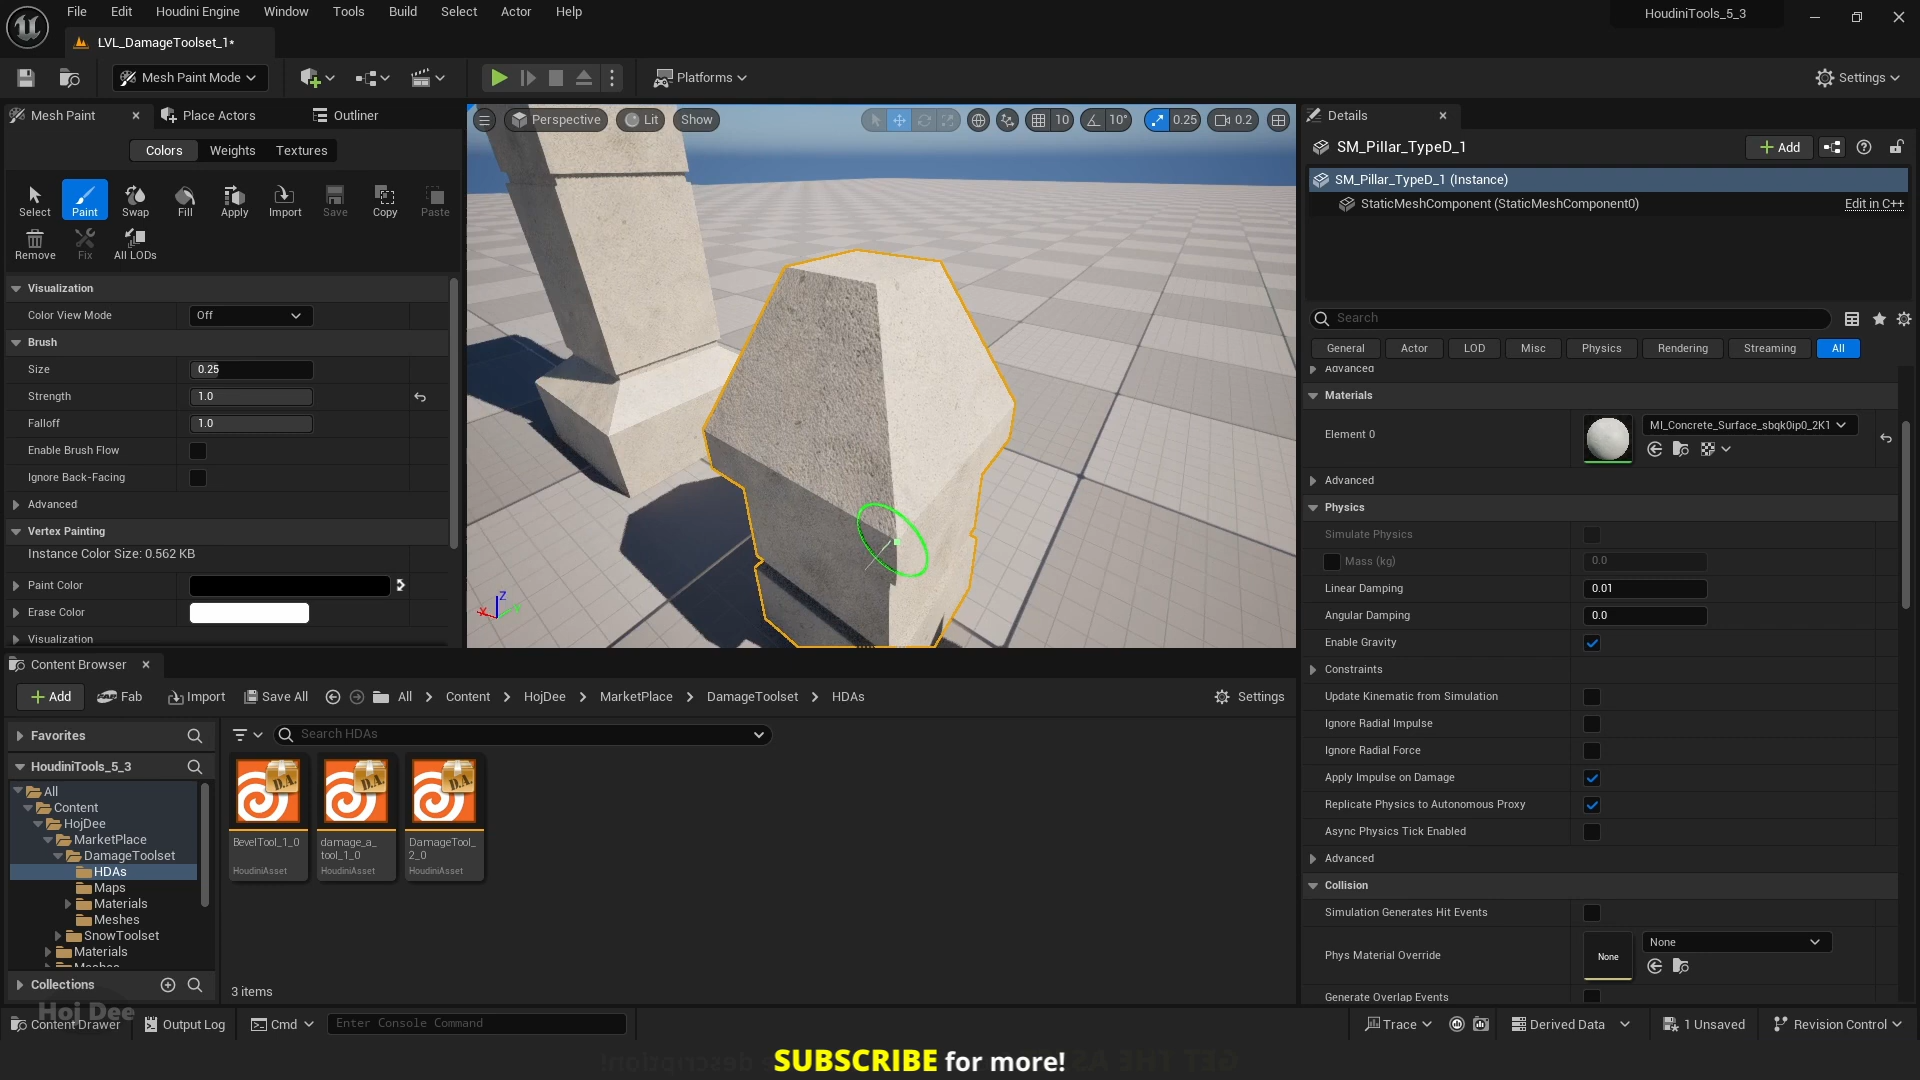 File Edit View Houdini Engine Window Tools Build Select Actor Help
HoudiniTools_5_3
LVL_DamageToolset_1*
Mesh Paint Mode
Platforms
Settings
Mesh Paint
Place Actors
Outliner
Colors
Weights
Textures
Select
Paint
Swap
Fill
Apply
Import
Save
Copy
Paste
Remove
Fix
All LODs
Visualization
Color View Mode
Off
Brush
Size
0.25
Strength
1.0
Falloff
1.0
Enable Brush Flow
Ignore Back-Facing
Advanced
Vertex Painting
Instance Color Size: 0.562 KB
Paint Color
Erase Color
Visualization
Perspective
Lit
Show
10
10°
0.25
0.2
X
Y
Z
Details
SM_Pillar_TypeD_1
Add
SM_Pillar_TypeD_1 (Instance)
StaticMeshComponent (StaticMeshComponent0)
Edit in C++
Search
General
Actor
LOD
Misc
Physics
Rendering
Streaming
All
Advanced
Materials
Element 0
MI_Concrete_Surface_sbqk0ip0_2K1
Advanced
Physics
Simulate Physics
Mass (kg)
0.0
Linear Damping
0.01
Angular Damping
0.0
Enable Gravity
Constraints
Update Kinematic from Simulation
Ignore Radial Impulse
Ignore Radial Force
Apply Impulse on Damage
Replicate Physics to Autonomous Proxy
Async Physics Tick Enabled
Advanced
Collision
Simulation Generates Hit Events
Phys Material Override
None
None
Generate Overlap Events
Content Browser
Add
Fab
Import
Save All
All
Content
HojDee
MarketPlace
DamageToolset
HDAs
Settings
Favorites
HoudiniTools_5_3
All
Content
HojDee
MarketPlace
DamageToolset
HDAs
Maps
Materials
Meshes
SnowToolset
Materials
Meshes
Collections
Search HDAs
D.A.
D.A.
D.A.
BevelTool_1_0
HoudiniAsset
damage_a_
tool_1_0
HoudiniAsset
DamageTool_
2_0
HoudiniAsset
3 items
Hoj Dee
Content Drawer
Output Log
Cmd
Enter Console Command
Trace
Derived Data
1 Unsaved
Revision Control
SUBSCRIBE for more!